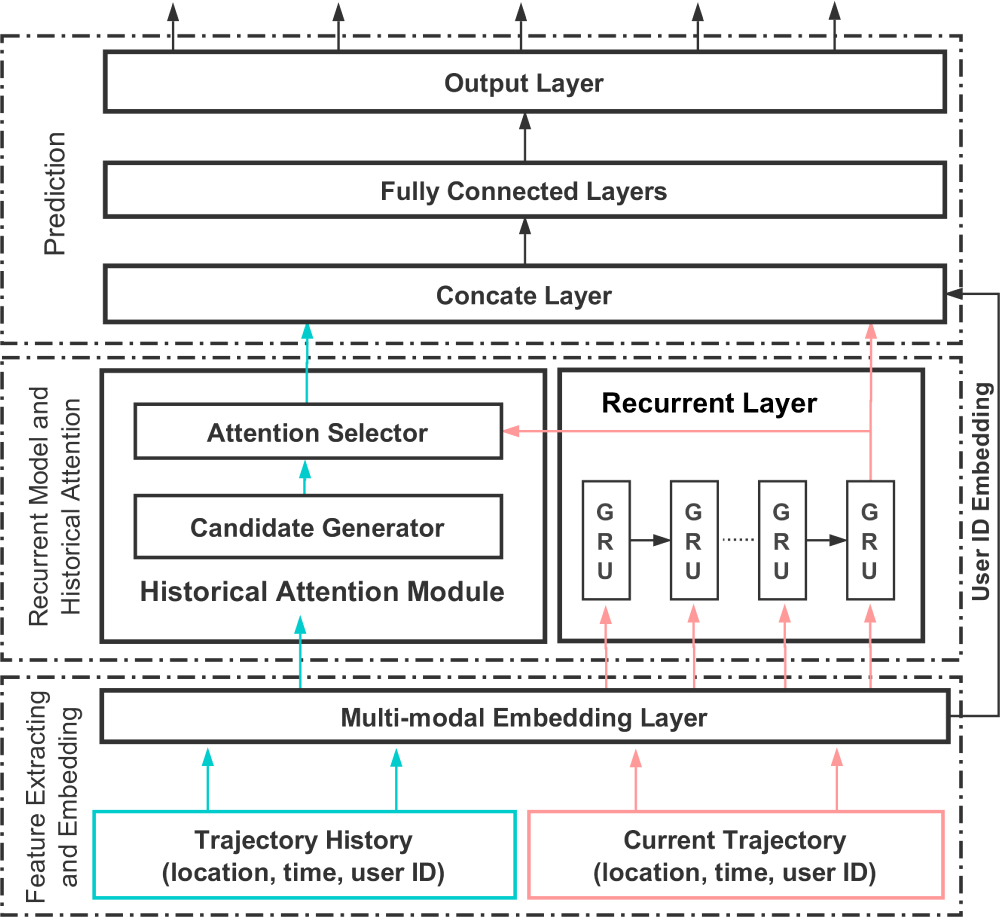 Prediction
Output Layer
Fully Connected Layers
Concate Layer
Recurrent Model and
Historical Attention
Attention Selector
Candidate Generator
Historical Attention Module
Recurrent Layer
G
R
U
G
R
U
......
G
R
U
G
R
U
User ID Embedding
Feature Extracting
and Embedding
Multi-modal Embedding Layer
Trajectory History
(location, time, user ID)
Current Trajectory
(location, time, user ID)